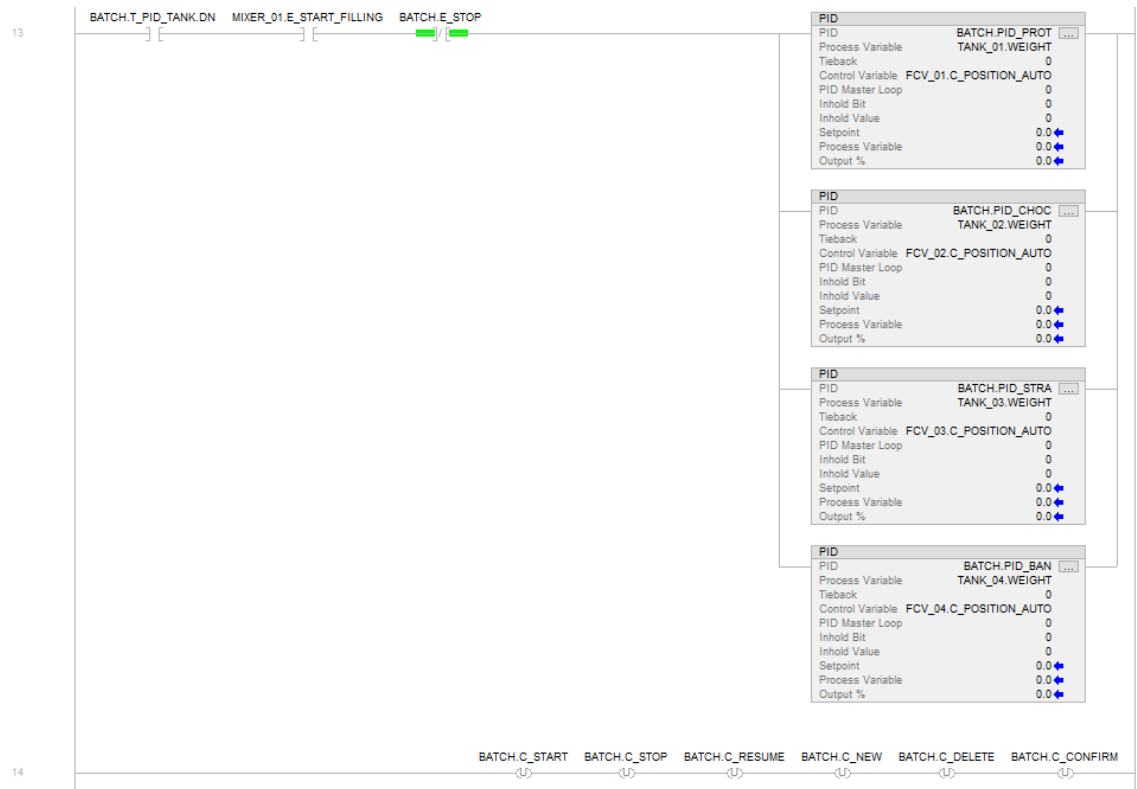 BATCH.T_PID_TANK.DN MIXER_01.E_START_FILLING BATCH.E_STOP
13
PID
PID BATCH.PID_PROT ...
Process Variable TANK_01.WEIGHT
Tieback 0
Control Variable FCV_01.C_POSITION_AUTO
PID Master Loop 0
Inhold Bit 0
Inhold Value 0
Setpoint 0.0
Process Variable 0.0
Output % 0.0
PID
PID BATCH.PID_CHOC ...
Process Variable TANK_02.WEIGHT
Tieback 0
Control Variable FCV_02.C_POSITION_AUTO
PID Master Loop 0
Inhold Bit 0
Inhold Value 0
Setpoint 0.0
Process Variable 0.0
Output % 0.0
PID
PID BATCH.PID_STRA ...
Process Variable TANK_03.WEIGHT
Tieback 0
Control Variable FCV_03.C_POSITION_AUTO
PID Master Loop 0
Inhold Bit 0
Inhold Value 0
Setpoint 0.0
Process Variable 0.0
Output % 0.0
PID
PID BATCH.PID_BAN ...
Process Variable TANK_04.WEIGHT
Tieback 0
Control Variable FCV_04.C_POSITION_AUTO
PID Master Loop 0
Inhold Bit 0
Inhold Value 0
Setpoint 0.0
Process Variable 0.0
Output % 0.0
BATCH.C_START BATCH.C_STOP BATCH.C_RESUME BATCH.C_NEW BATCH.C_DELETE BATCH.C_CONFIRM
14 U U U U U U